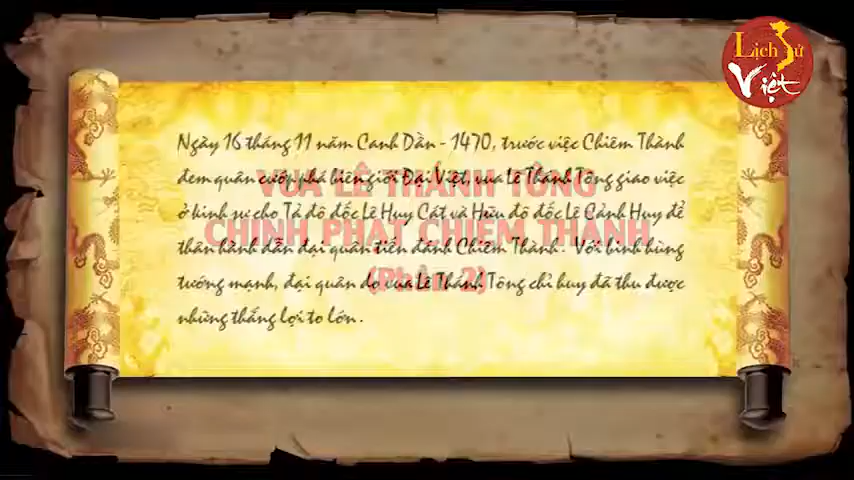 Lịch Sử
Việt
Ngày 16 tháng 11 năm Canh Dần - 1470, trước việc Chiêm Thành
đem quân cướp phá biên giới Đại Việt, vua Lê Thánh Tông giao việc
ở kinh sư cho Tả đô đốc Lê Huy Cát và Hữu đô đốc Lê Cảnh Huy để
thân hành dẫn đại quân tiến đánh Chiêm Thành. Với binh hùng
tướng mạnh, đại quân do vua Lê Thánh Tông chỉ huy đã thu được
những thắng lợi to lớn.
VUA LÊ THÁNH TÔNG
CHINH PHẠT CHIÊM THÀNH
(Phần 2)